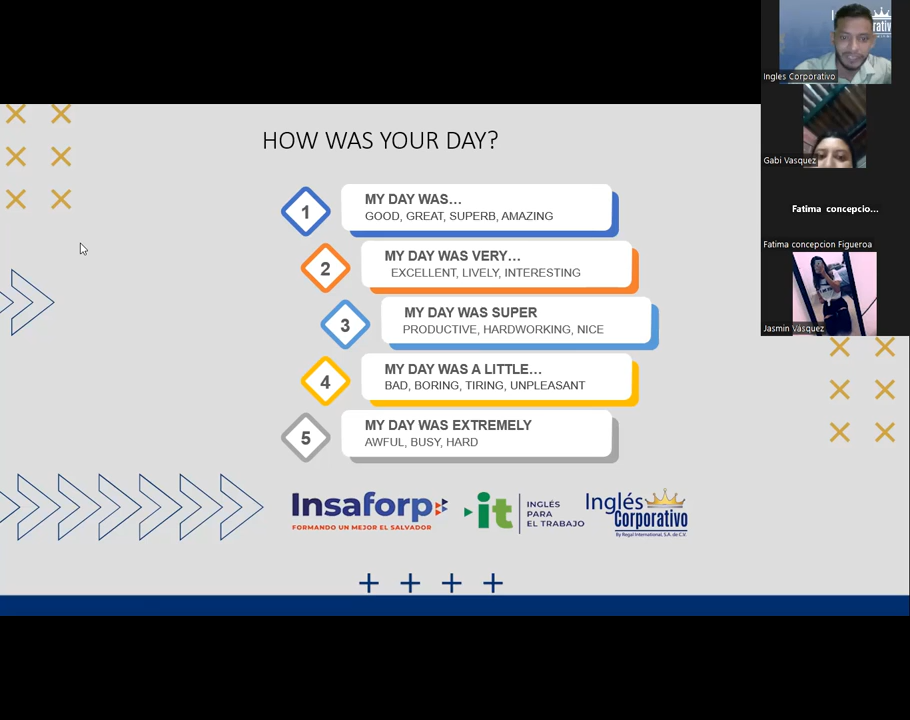 HOW WAS YOUR DAY?
1
MY DAY WAS...
GOOD, GREAT, SUPERB, AMAZING
2
MY DAY WAS VERY...
EXCELLENT, LIVELY, INTERESTING
3
MY DAY WAS SUPER
PRODUCTIVE, HARDWORKING, NICE
4
MY DAY WAS A LITTLE...
BAD, BORING, TIRING, UNPLEASANT
5
MY DAY WAS EXTREMELY
AWFUL, BUSY, HARD
Insaforp
FORMANDO UN MEJOR EL SALVADOR
it
INGLÉS
PARA
EL TRABAJO
Inglés
Corporativo
By Regal International, S.A. de C.V.
Ingles Corporativo
Gabi Vasquez
Fatima concepcio...
Fatima concepcion Figueroa
Jasmin Vásquez